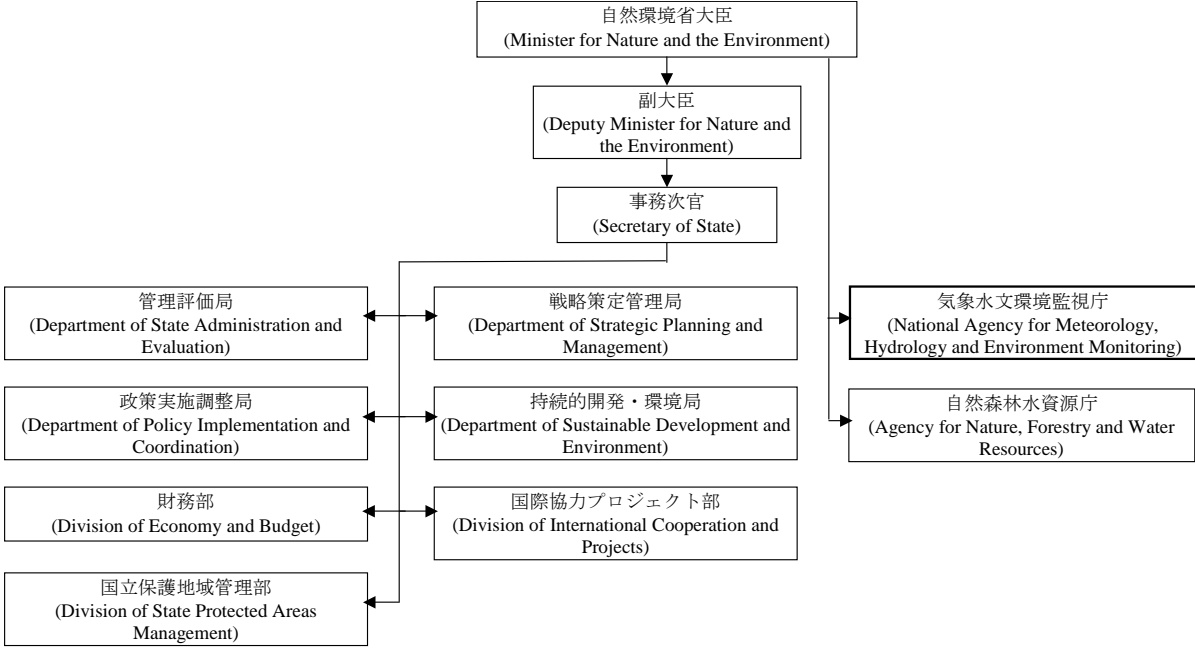 自然環境省大臣
(Minister for Nature and the Environment)
副大臣
(Deputy Minister for Nature and
the Environment)
事務次官
(Secretary of State)
管理評価局
(Department of State Administration and
Evaluation)
戦略策定管理局
(Department of Strategic Planning and
Management)
気象水文環境監視庁
(National Agency for Meteorology,
Hydrology and Environment Monitoring)
政策実施調整局
(Department of Policy Implementation and
Coordination)
持続的開発・環境局
(Department of Sustainable Development and
Environment)
自然森林水資源庁
(Agency for Nature, Forestry and Water
Resources)
財務部
(Division of Economy and Budget)
国際協力プロジェクト部
(Division of International Cooperation and
Projects)
国立保護地域管理部
(Division of State Protected Areas
Management)